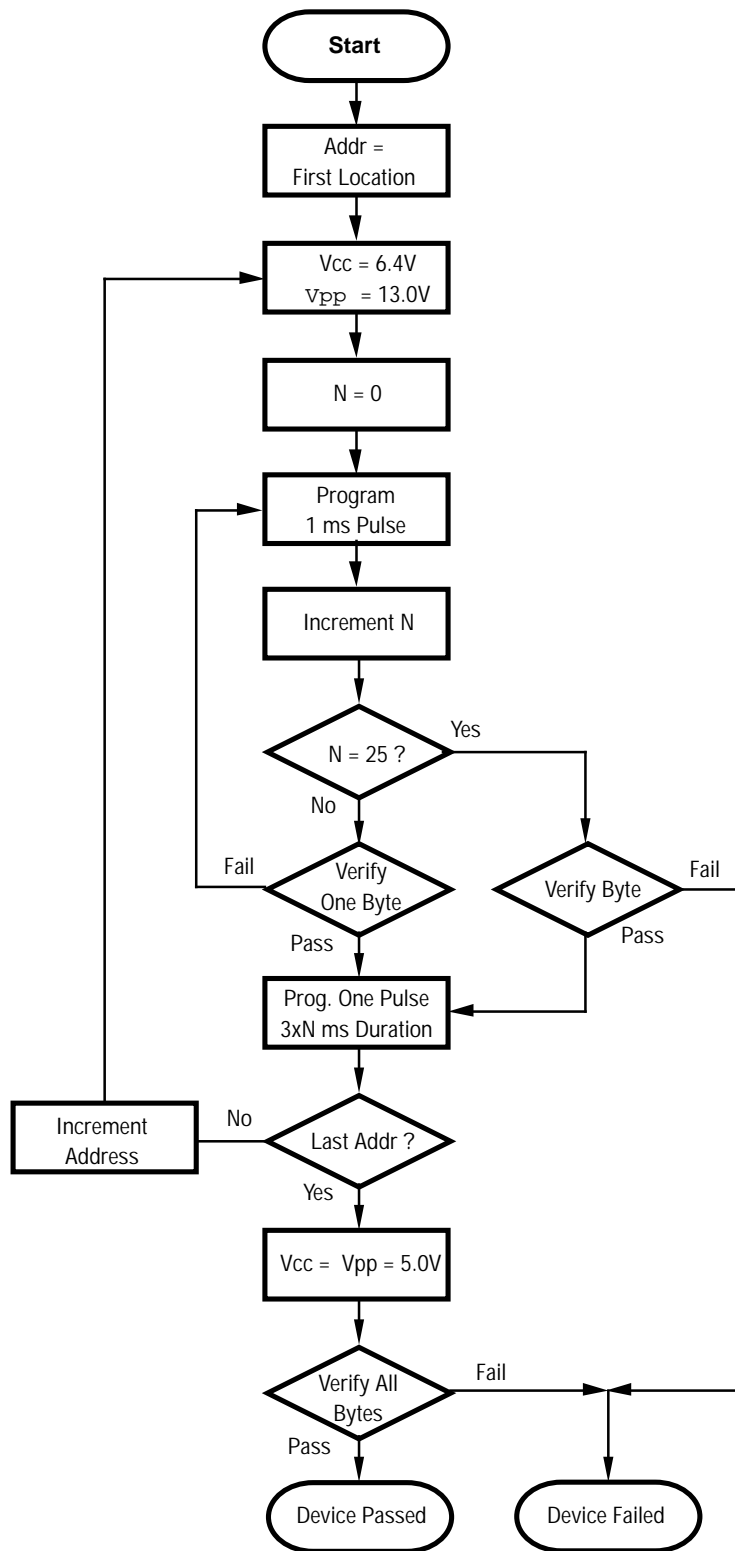 Start
Addr =
First Location
Vcc = 6.4V
Vpp = 13.0V
N = 0
Program
1 ms Pulse
Increment N
N = 25 ?
Yes
No
Fail
Verify
One Byte
Verify Byte
Fail
Pass
Pass
Prog. One Pulse
3xN ms Duration
Increment
Address
No
Last Addr ?
Yes
Vcc = Vpp = 5.0V
Verify All
Bytes
Fail
Pass
Device Passed
Device Failed